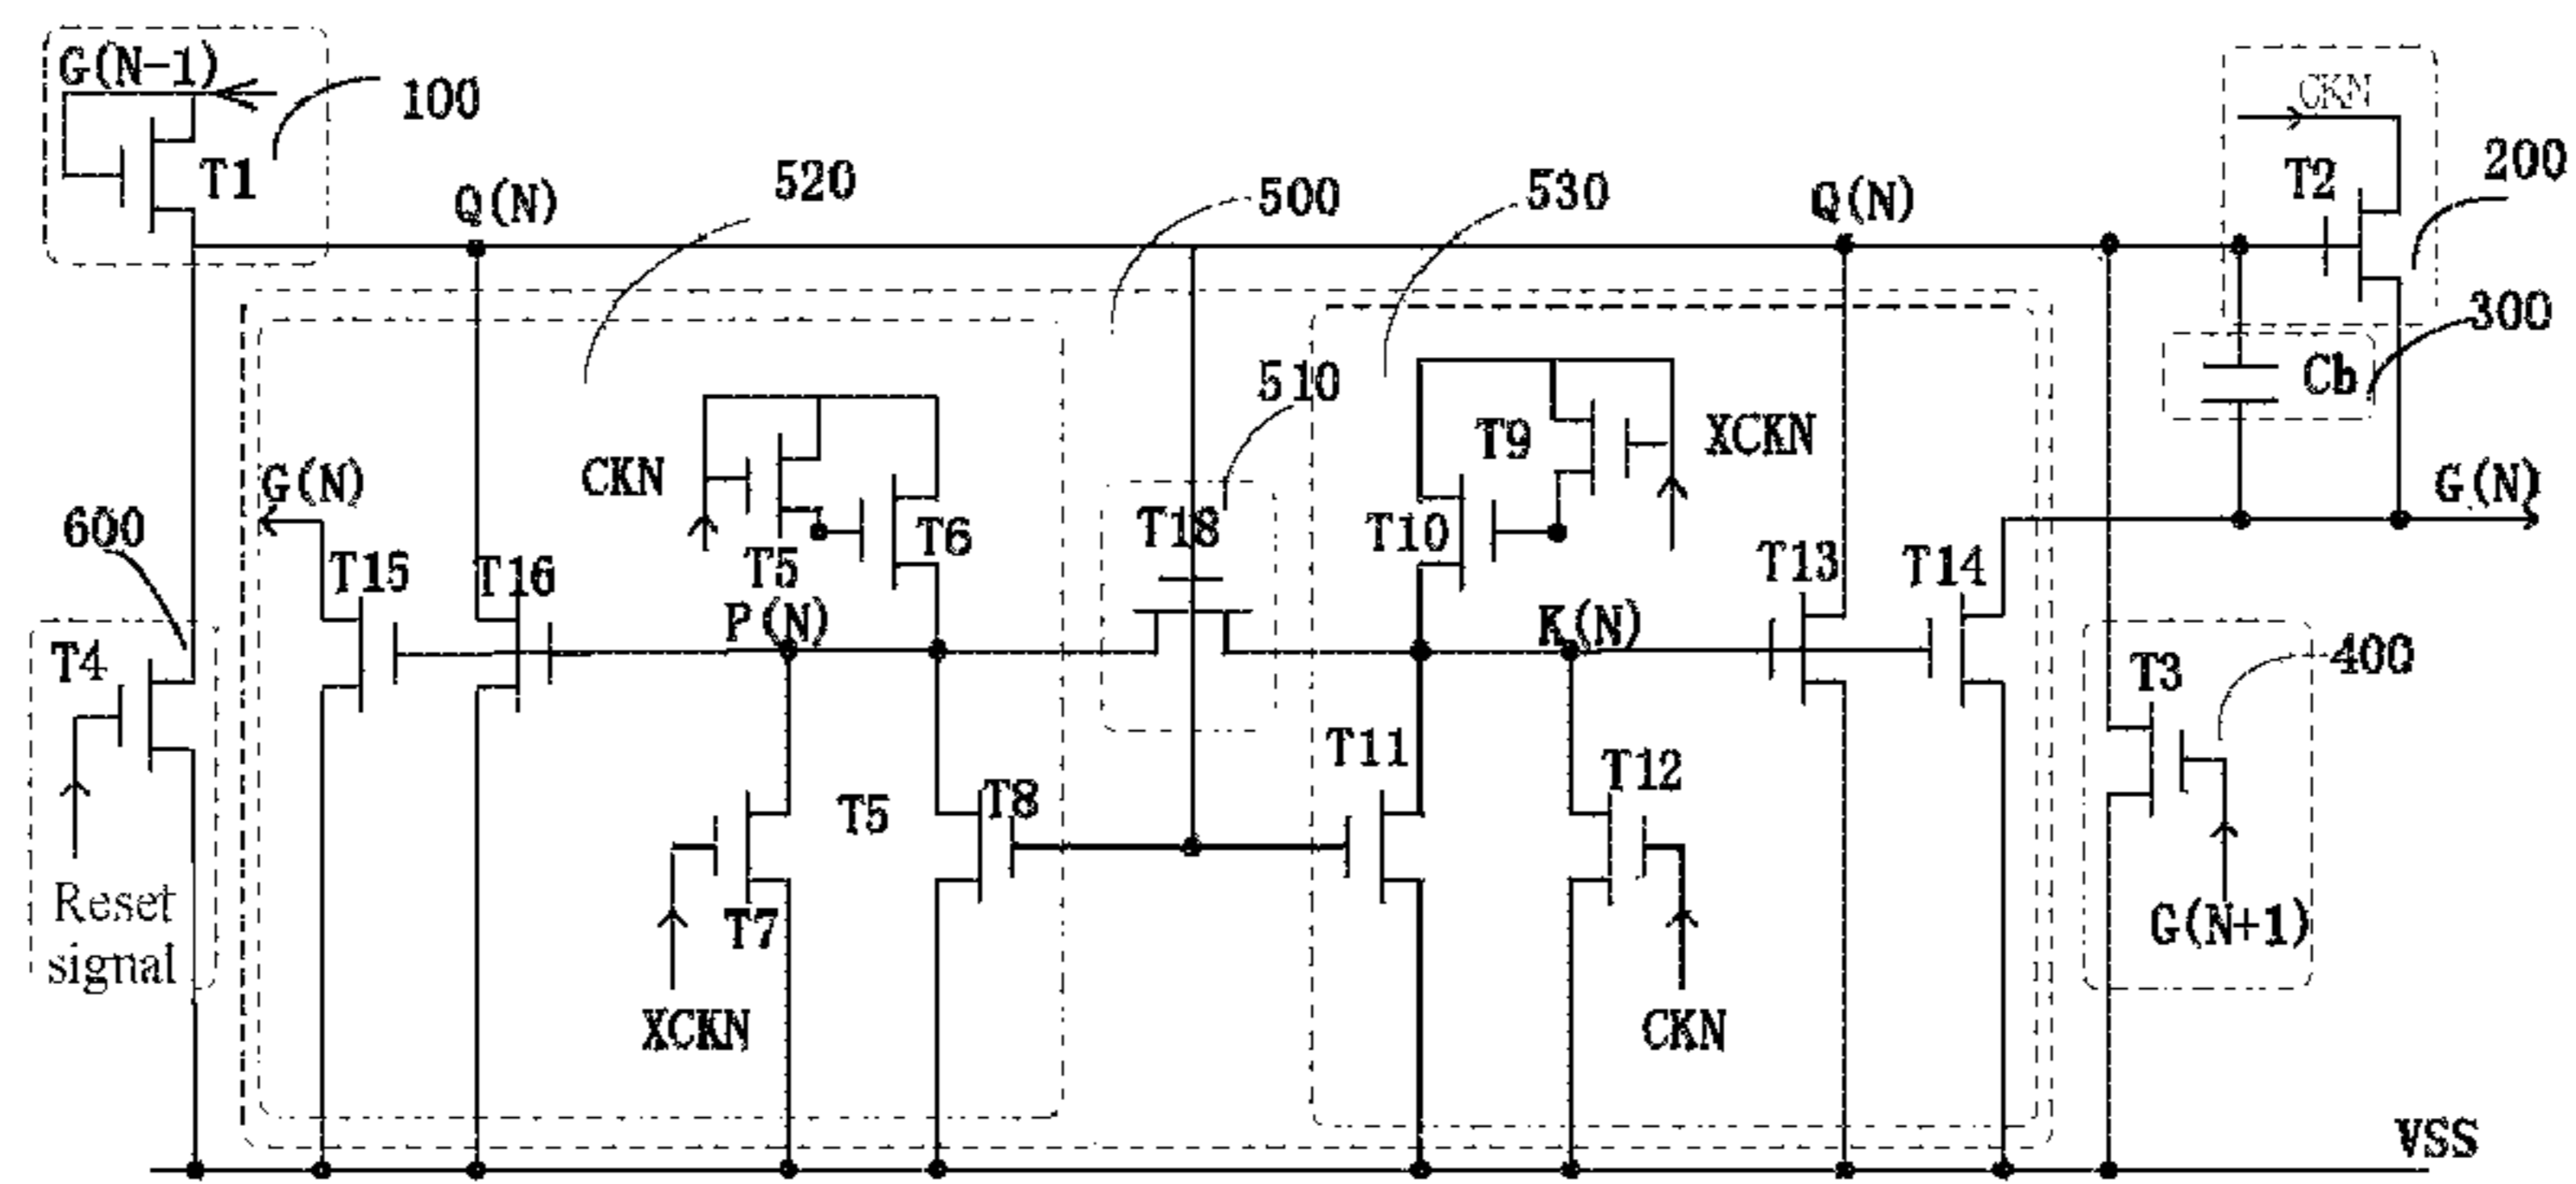 G(N-1)
100
T1
Q(N)
520
500
530
Q(N)
CKN
T2
200
300
Cb
510
T9
XCKN
CKN
G(N)
T18
T10
G(N)
600
T15
T16
T5
T6
T13
T14
P(N)
K(N)
T4
T3
400
T11
T12
T5
T8
Reset
signal
T7
G(N+1)
XCKN
CKN
VSS